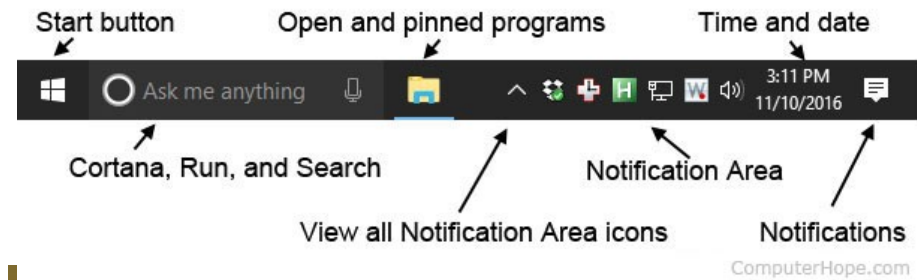 Start button
Open and pinned programs
Time and date
Ask me anything
H
W
3:11 PM
11/10/2016
Cortana, Run, and Search
Notification Area
View all Notification Area icons
Notifications
ComputerHope.com